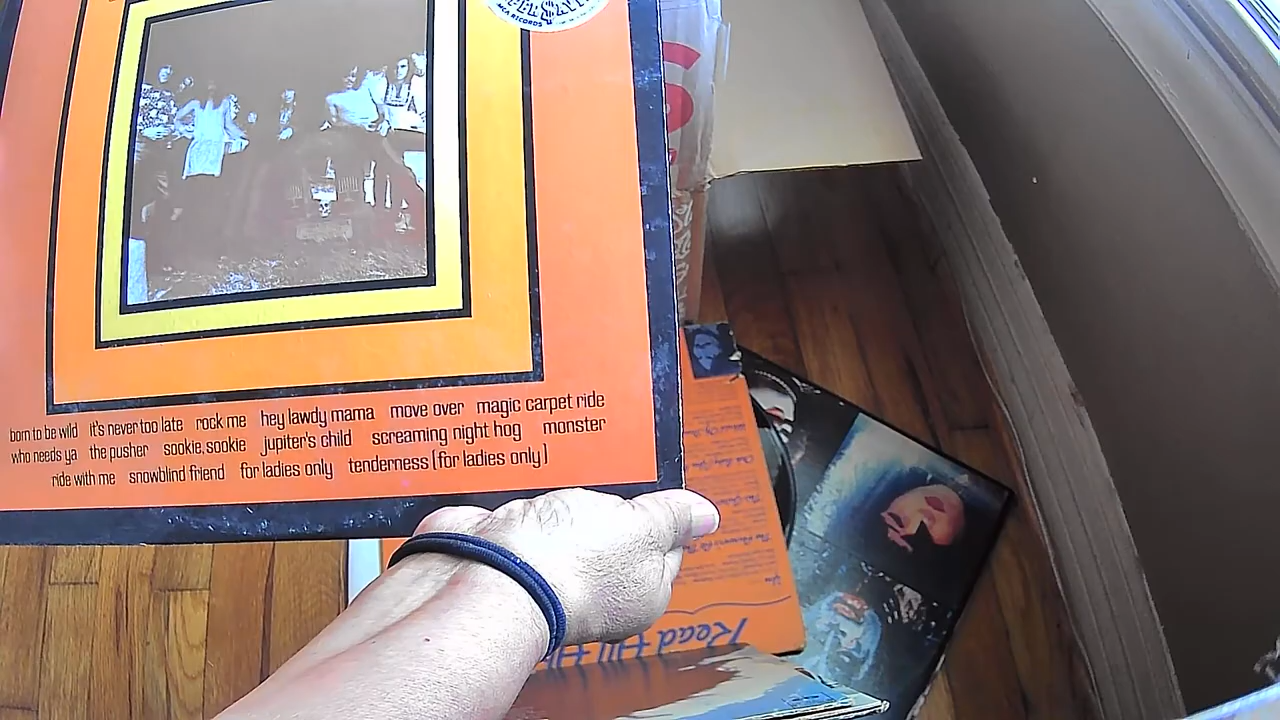 MCA RECORDS
born to be wild it's never too late rock me hey lawdy mama move over magic carpet ride
who needs ya the pusher sookie, sookie jupiter's child screaming night hog monster
ride with me snowblind friend for ladies only tenderness (for ladies only)
Read